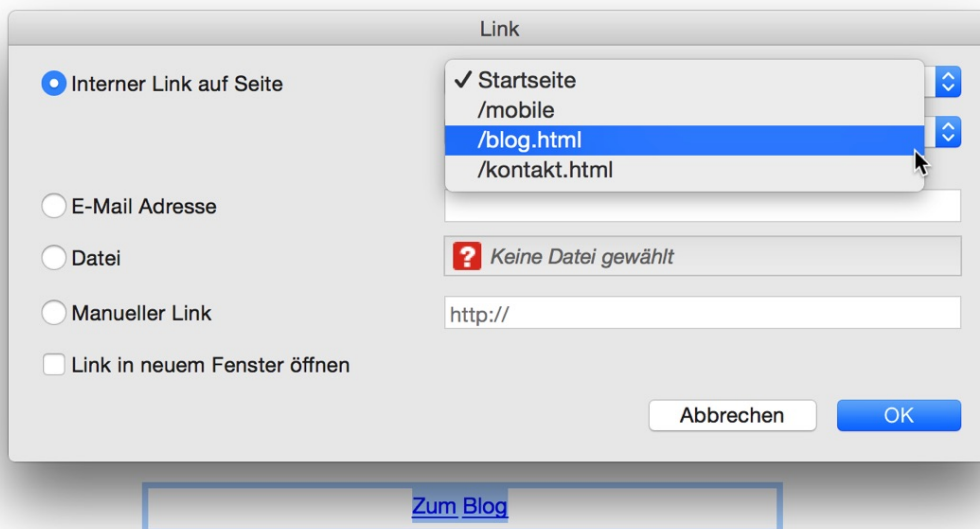 Link
Interner Link auf Seite
✓ Startseite
/mobile
/blog.html
/kontakt.html
E-Mail Adresse
Datei
? Keine Datei gewählt
Manueller Link
http://
Link in neuem Fenster öffnen
Abbrechen
OK
Zum Blog